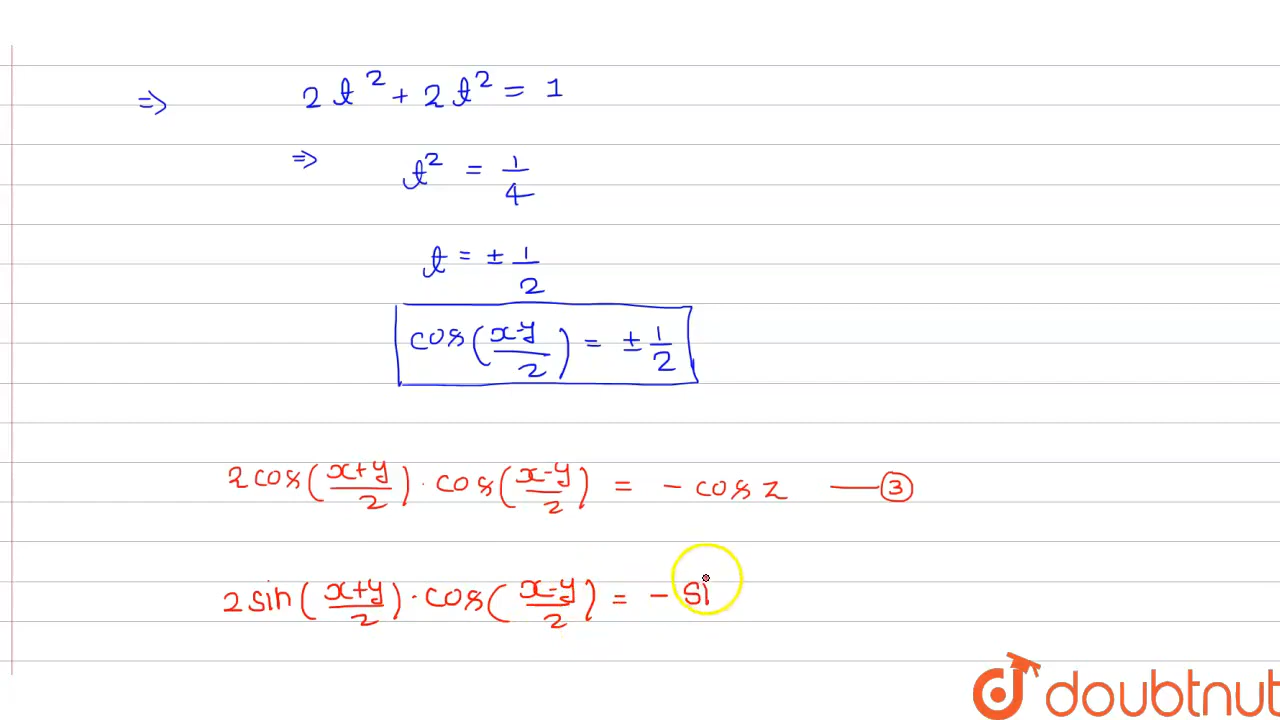 ⇒ 2t² + 2t² = 1
⇒ t² = 1/4
t = ± 1/2
cos(x-y/2) = ± 1/2
2cos(x+y/2) · cos(x-y/2) = - cos z —— ③
2sin(x+y/2) · cos(x-y/2) = - Si
doubtnut